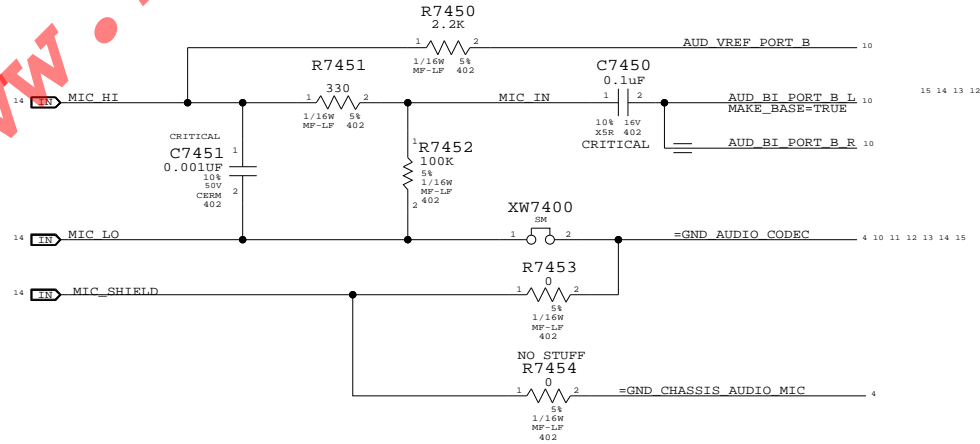 R7450
2.2K
1 2
1/16W 5%
MF-LF 402
AUD_VREF_PORT_B 10
w.
R7451
330
1 2
1/16W 5%
MF-LF 402
14 IN MIC_HI
MIC_IN
C7450
0.1uF
1 2
10% 16V
X5R 402
CRITICAL
AUD_BI_PORT_B_L 10
MAKE_BASE=TRUE
15 14 13 12
AUD_BI_PORT_B_R 10
CRITICAL
C7451
0.001UF
10%
50V
CERM
402
1
2
1
R7452
100K
5%
1/16W
MF-LF
402
2
14 IN MIC_LO
XW7400
SM
1 2
=GND_AUDIO_CODEC 4 10 11 12 13 14 15
14 IN MIC_SHIELD
R7453
0
1 2
5%
1/16W
MF-LF
402
NO STUFF
R7454
0
1 2
5%
1/16W
MF-LF
402
=GND_CHASSIS_AUDIO_MIC 4